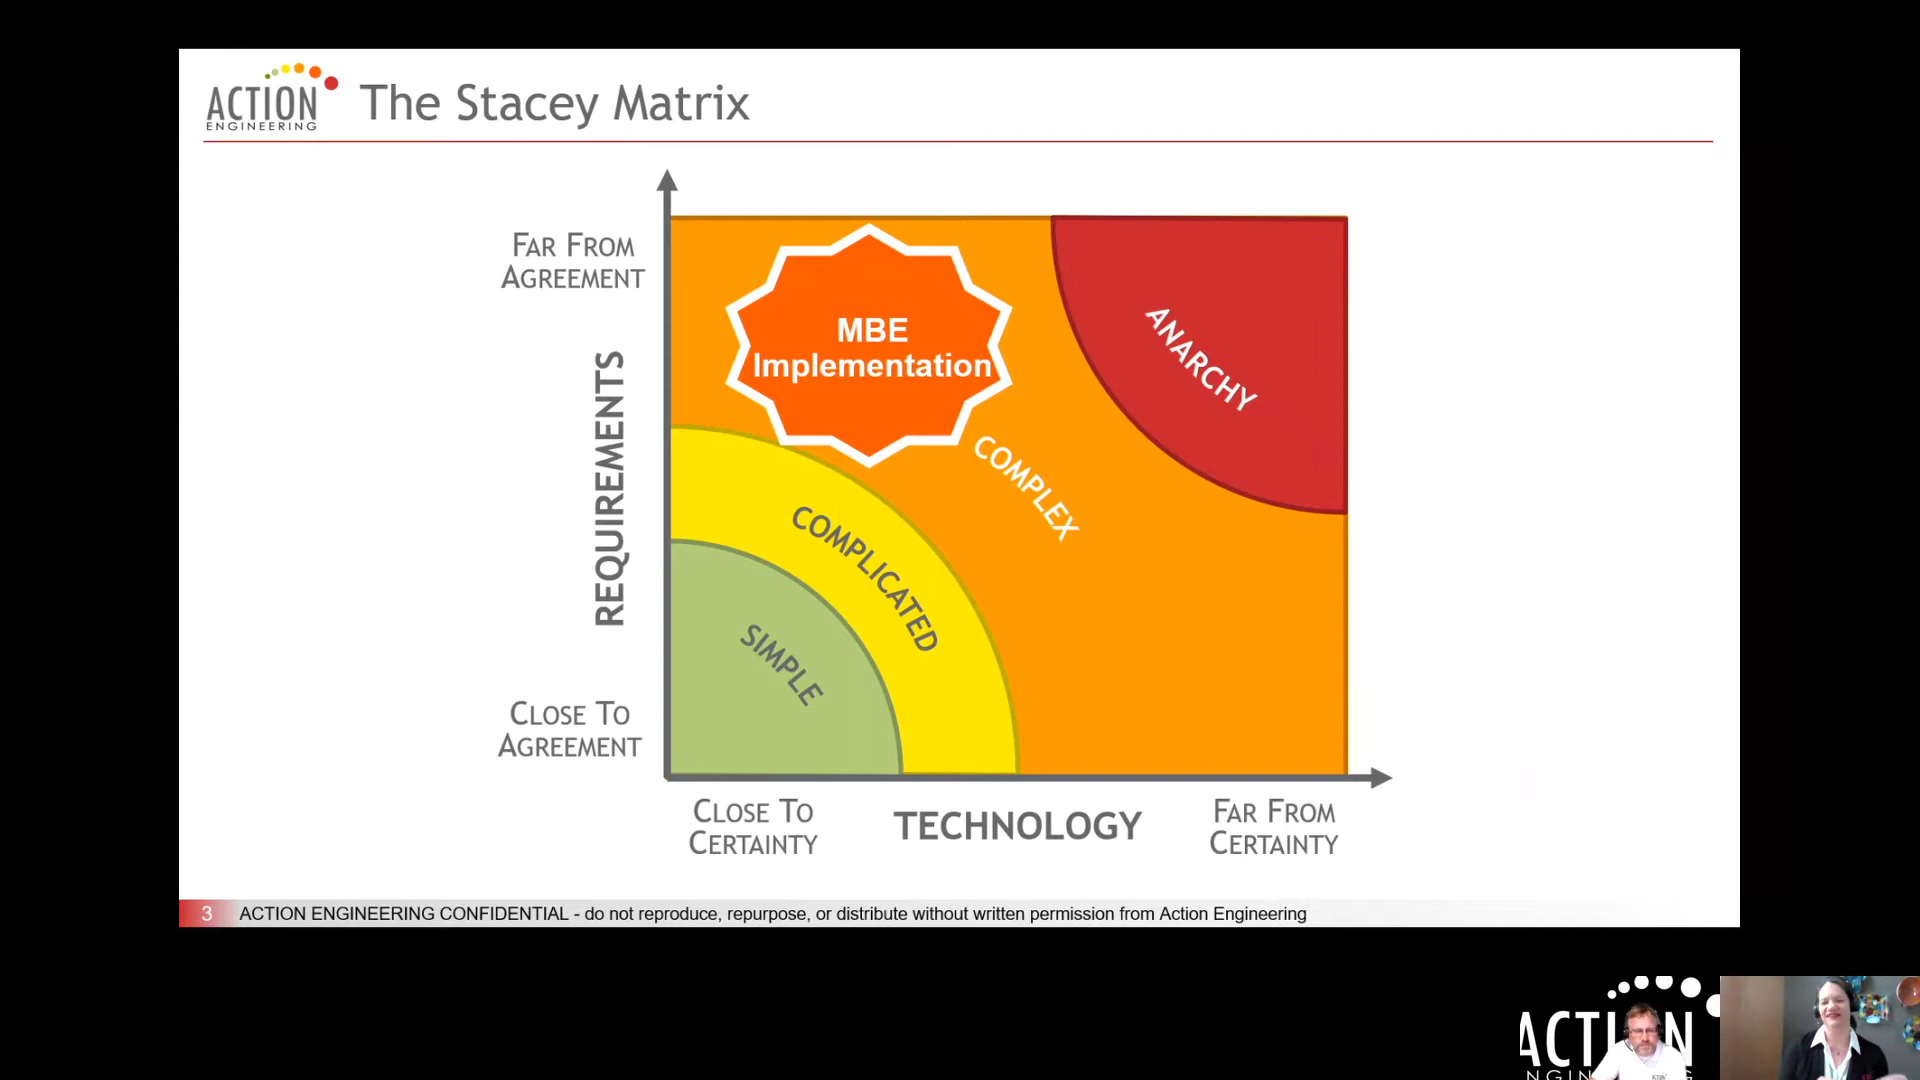 ACTION
ENGINEERING
The Stacey Matrix
FAR FROM
AGREEMENT
REQUIREMENTS
CLOSE TO
AGREEMENT
MBE
Implementation
ANARCHY
COMPLEX
COMPLICATED
SIMPLE
CLOSE TO
CERTAINTY
TECHNOLOGY
FAR FROM
CERTAINTY
3 ACTION ENGINEERING CONFIDENTIAL - do not reproduce, repurpose, or distribute without written permission from Action Engineering